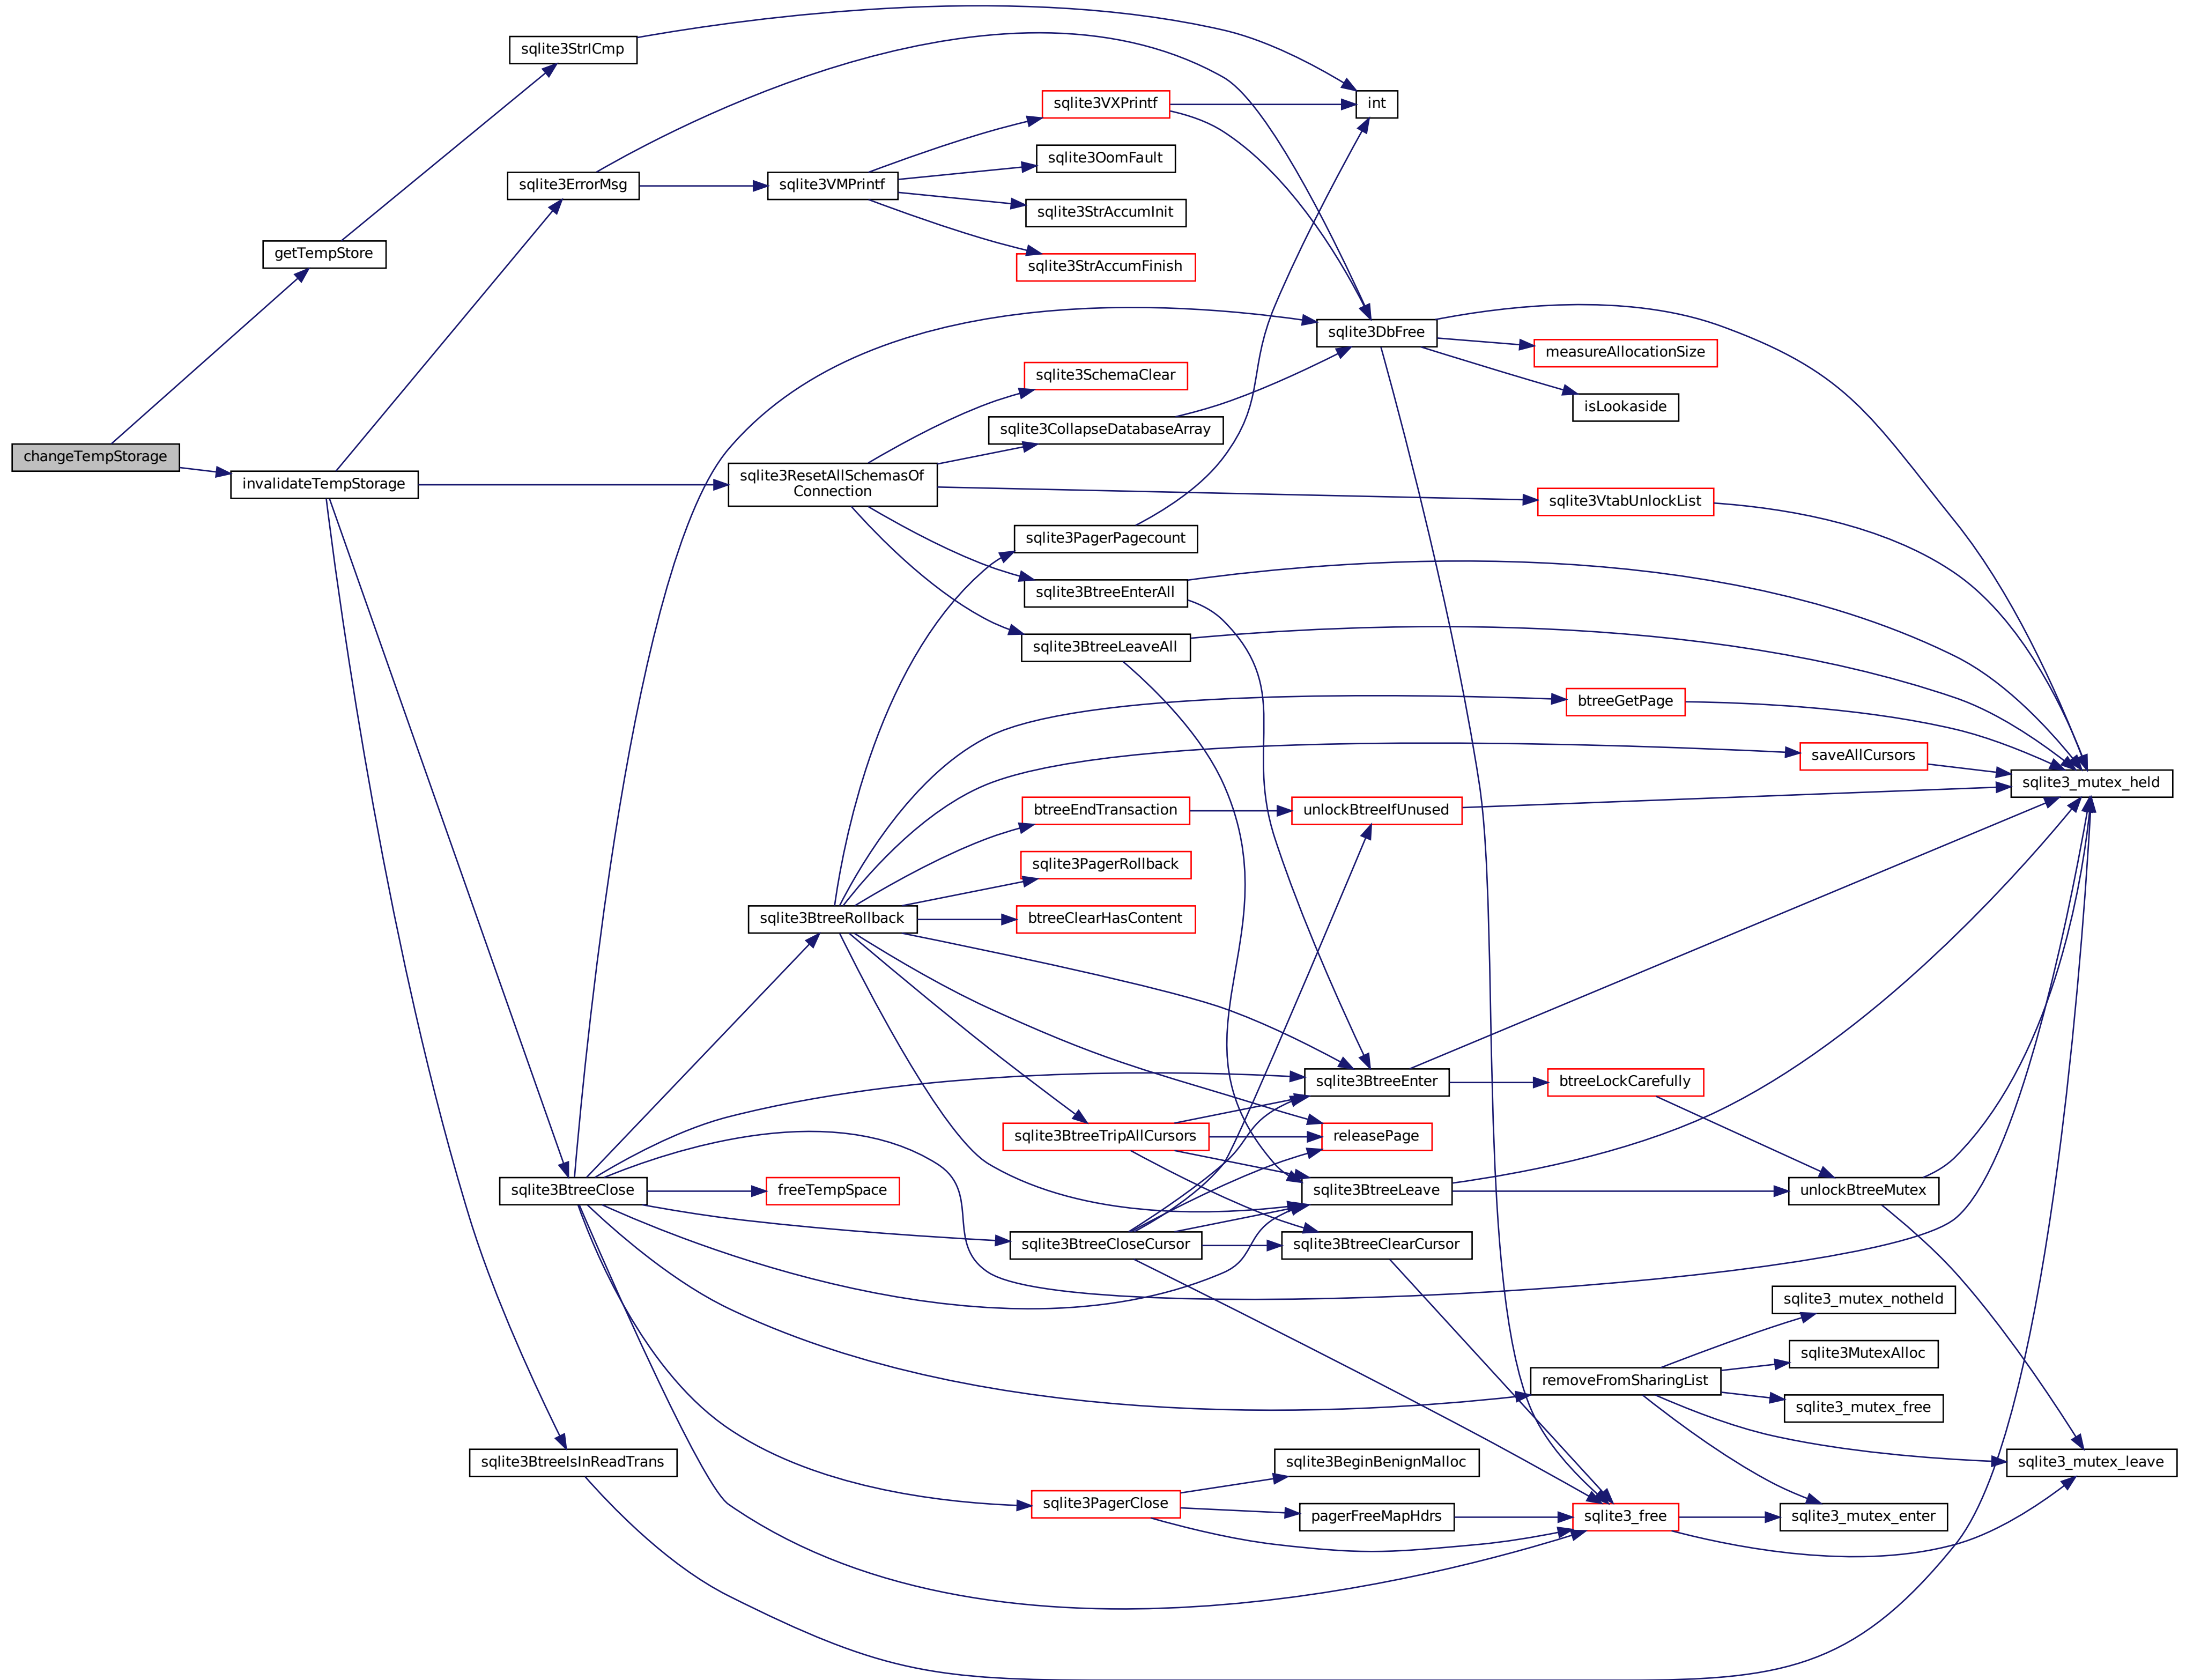 sqlite3StrICmp
sqlite3VXPrintf
int
sqlite3OomFault
sqlite3ErrorMsg
sqlite3VMPrintf
sqlite3StrAccumInit
getTempStore
sqlite3StrAccumFinish
sqlite3DbFree
measureAllocationSize
sqlite3SchemaClear
isLookaside
sqlite3CollapseDatabaseArray
changeTempStorage
invalidateTempStorage
sqlite3ResetAllSchemasOf
Connection
sqlite3VtabUnlockList
sqlite3PagerPagecount
sqlite3BtreeEnterAll
sqlite3BtreeLeaveAll
btreeGetPage
saveAllCursors
sqlite3_mutex_held
btreeEndTransaction
unlockBtreeIfUnused
sqlite3PagerRollback
sqlite3BtreeRollback
btreeClearHasContent
sqlite3BtreeEnter
btreeLockCarefully
sqlite3BtreeTripAllCursors
releasePage
sqlite3BtreeClose
freeTempSpace
sqlite3BtreeLeave
unlockBtreeMutex
sqlite3BtreeCloseCursor
sqlite3BtreeClearCursor
sqlite3_mutex_notheld
sqlite3MutexAlloc
removeFromSharingList
sqlite3_mutex_free
sqlite3BtreeIsInReadTrans
sqlite3BeginBenignMalloc
sqlite3_mutex_leave
sqlite3PagerClose
pagerFreeMapHdrs
sqlite3_free
sqlite3_mutex_enter